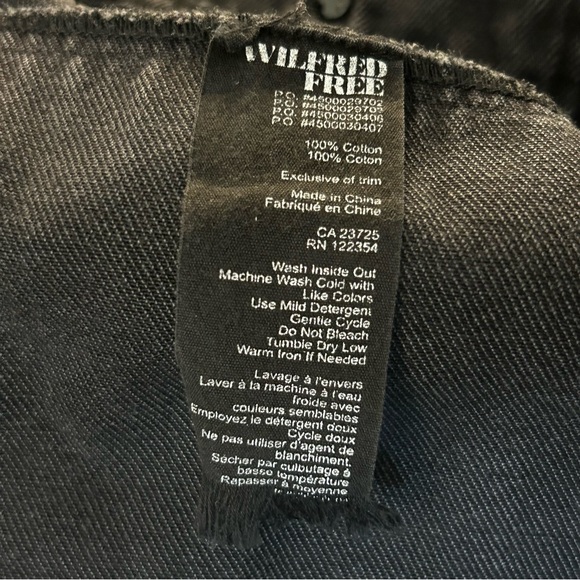 WILFRED
FREE
P.O. #4500029702
P.O. #4500029703
P.O. #4500030406
P.O. #4500030407
100% Cotton
100% Coton
Exclusive of trim
Made in China
Fabriqué en Chine
CA 23725
RN 122354
Wash Inside Out
Machine Wash Cold with
Like Colors
Use Mild Detergent
Gentle Cycle
Do Not Bleach
Tumble Dry Low
Warm Iron If Needed
Lavage à l'envers
Laver à la machine à l'eau
froide avec
couleurs semblables
Employez le détergent doux
Cycle doux
Ne pas utiliser d'agent de
blanchiment.
Sécher par culbutage à
basse température
Repasser à moyenne